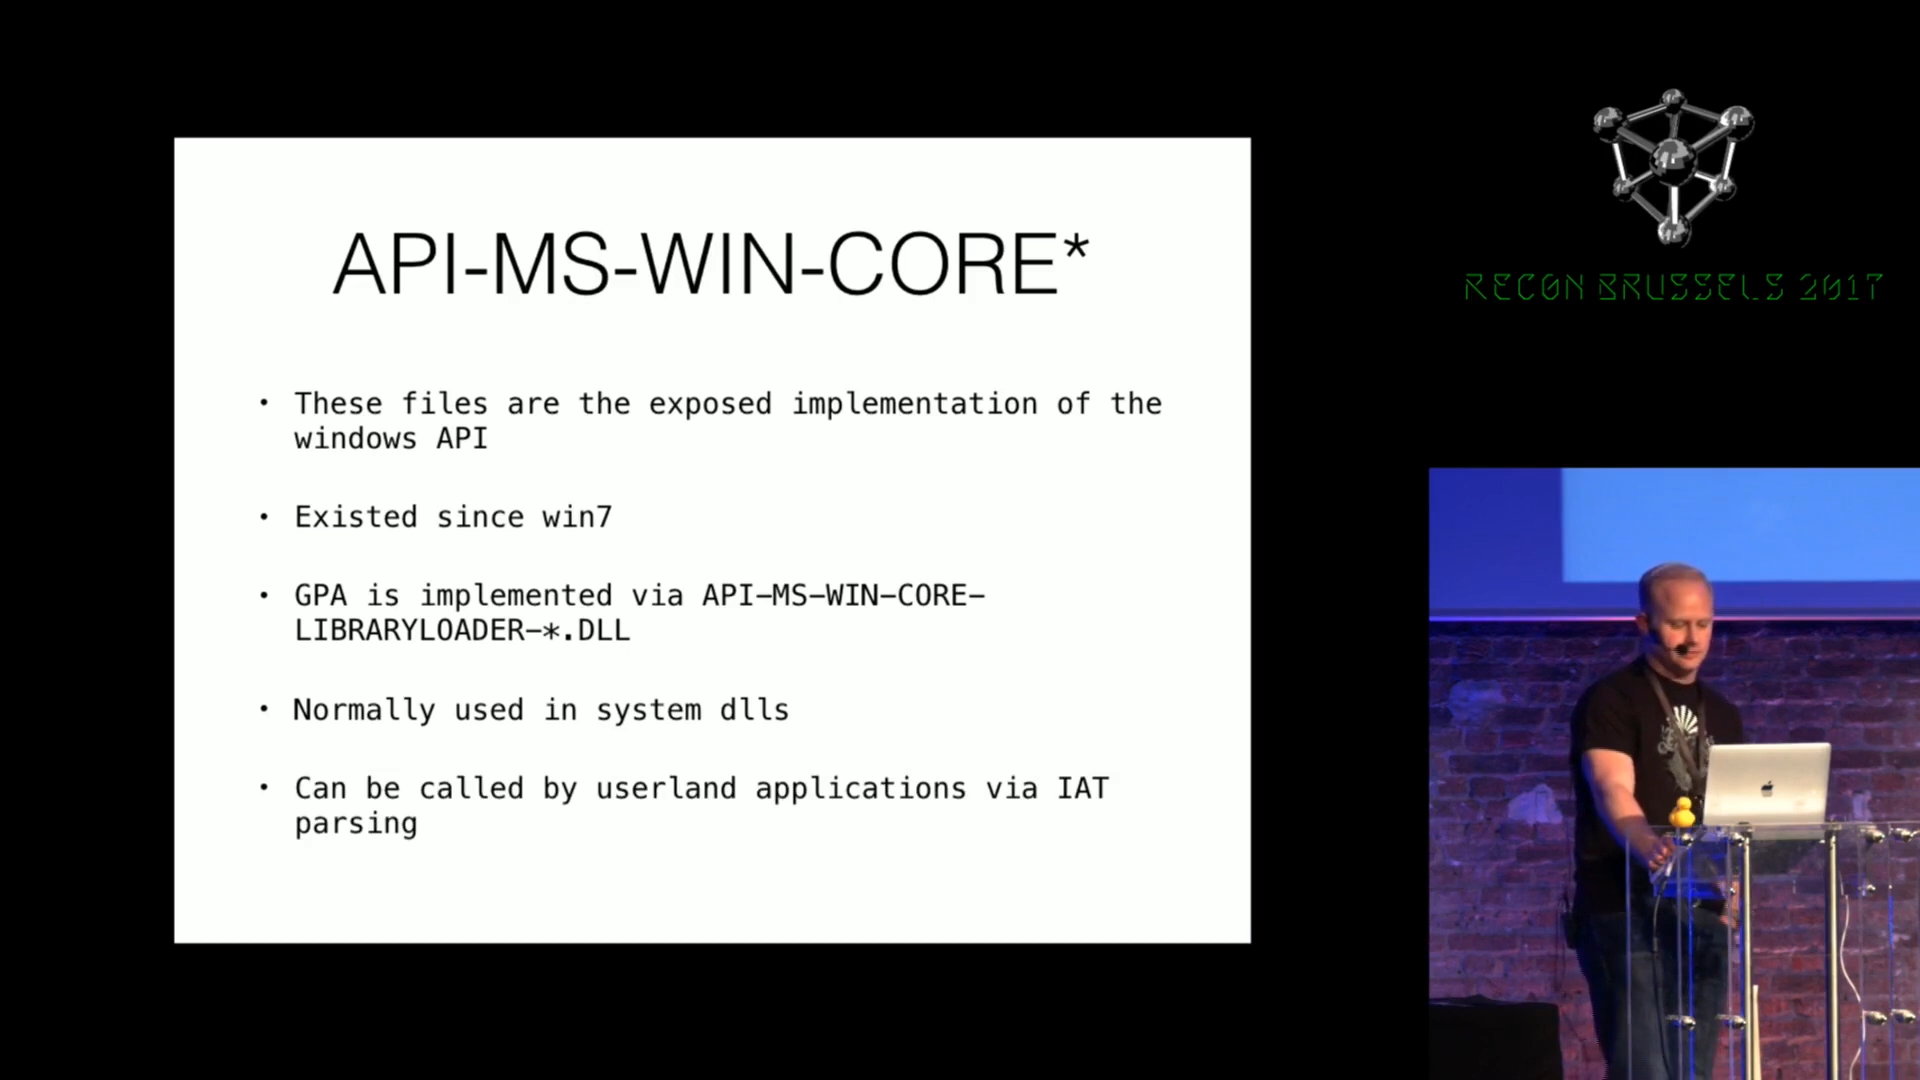 API-MS-WIN-CORE*
• These files are the exposed implementation of the
windows API
• Existed since win7
• GPA is implemented via API-MS-WIN-CORE-
LIBRARYLOADER-*.DLL
• Normally used in system dlls
• Can be called by userland applications via IAT
parsing
RECON BRUSSELS 2017